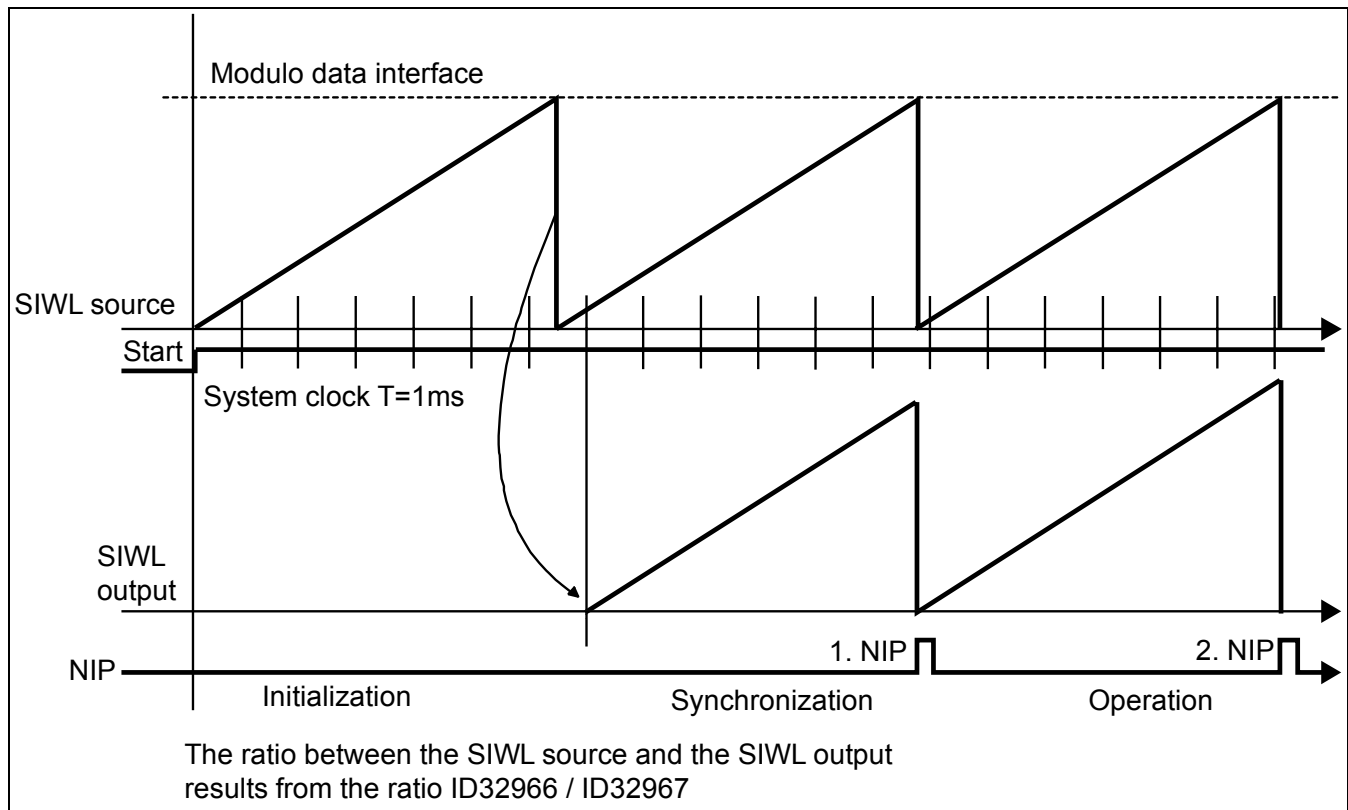 Modulo data interface
SIWL source
Start
System clock T=1ms
SIWL
output
NIP
1. NIP
2. NIP
Initialization
Synchronization
Operation
The ratio between the SIWL source and the SIWL output
results from the ratio ID32966 / ID32967